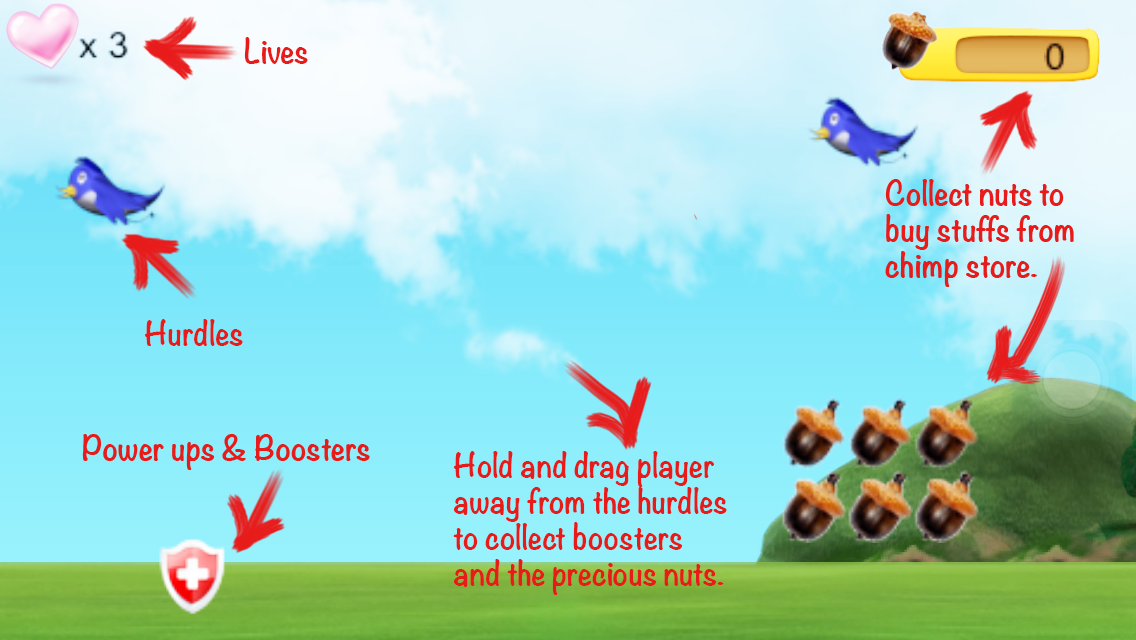 x 3
Lives
0
Collect nuts to
buy stuffs from
chimp store.
Hurdles
Power ups & Boosters
Hold and drag player
away from the hurdles
to collect boosters
and the precious nuts.